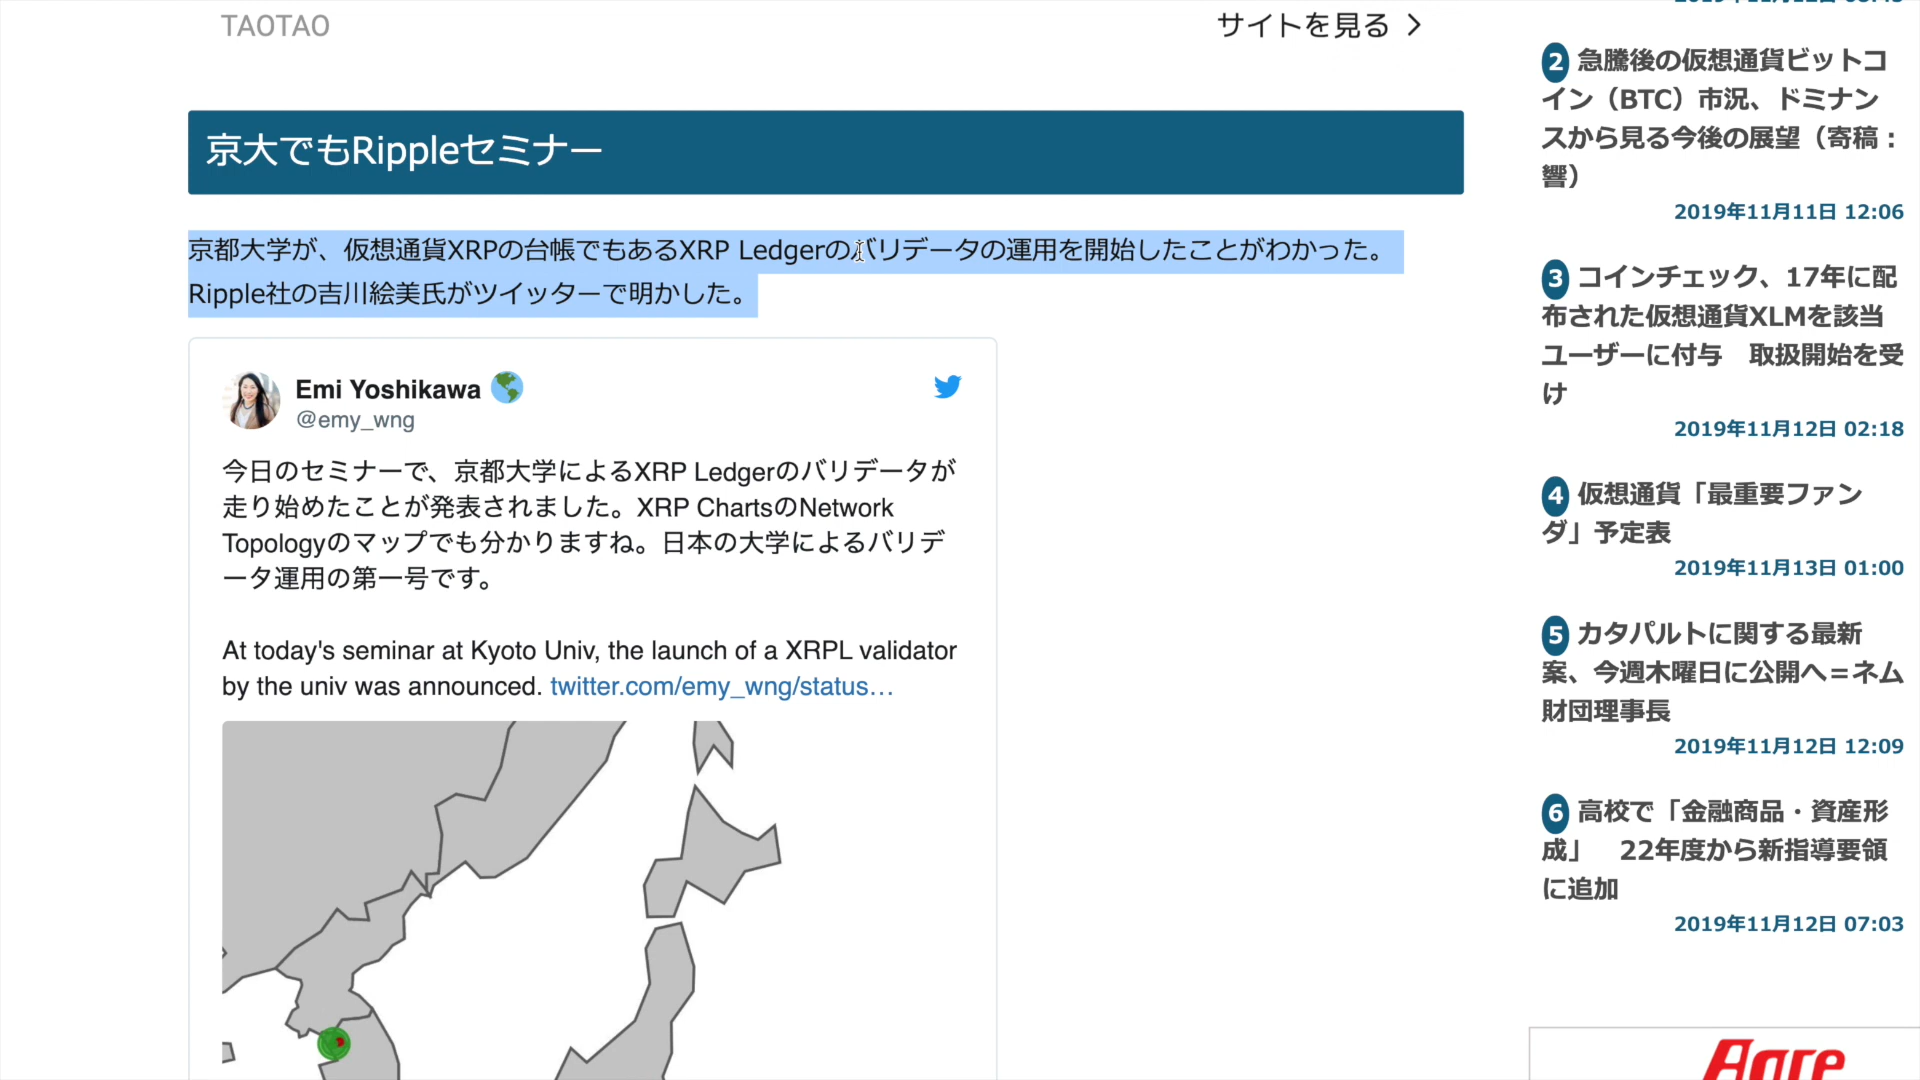 TAOTAO
サイトを見る
京大でもRippleセミナー
京都大学が、仮想通貨XRPの台帳でもあるXRP Ledgerのバリデータの運用を開始したことがわかった。
Ripple社の吉川絵美氏がツイッターで明かした。
Emi Yoshikawa
@emy_wng
今日のセミナーで、京都大学によるXRP Ledgerのバリデータが
走り始めたことが発表されました。XRP ChartsのNetwork
Topologyのマップでも分かりますね。日本の大学によるバリデ
ータ運用の第一号です。
At today's seminar at Kyoto Univ, the launch of a XRPL validator
by the univ was announced. twitter.com/emy_wng/status…
2 急騰後の仮想通貨ビットコ
イン（BTC）市況、ドミナン
スから見る今後の展望（寄稿：
響）
2019年11月11日 12:06
3 コインチェック、17年に配
布された仮想通貨XLMを該当
ユーザーに付与　取扱開始を受
け
2019年11月12日 02:18
4 仮想通貨「最重要ファン
ダ」予定表
2019年11月13日 01:00
5 カタパルトに関する最新
案、今週木曜日に公開へ＝ネム
財団理事長
2019年11月12日 12:09
6 高校で「金融商品・資産形
成」　22年度から新指導要領
に追加
2019年11月12日 07:03